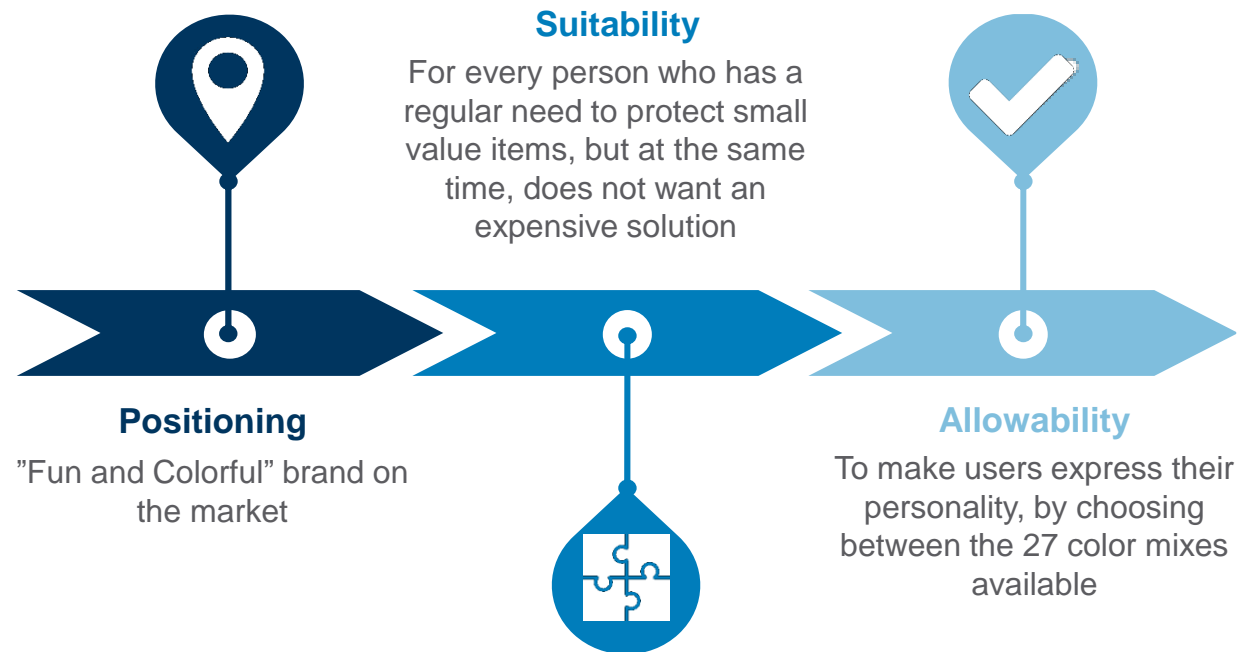 Suitability
For every person who has a
regular need to protect small
value items, but at the same
time, does not want an
expensive solution
Positioning
”Fun and Colorful” brand on
the market
Allowability
To make users express their
personality, by choosing
between the 27 color mixes
available